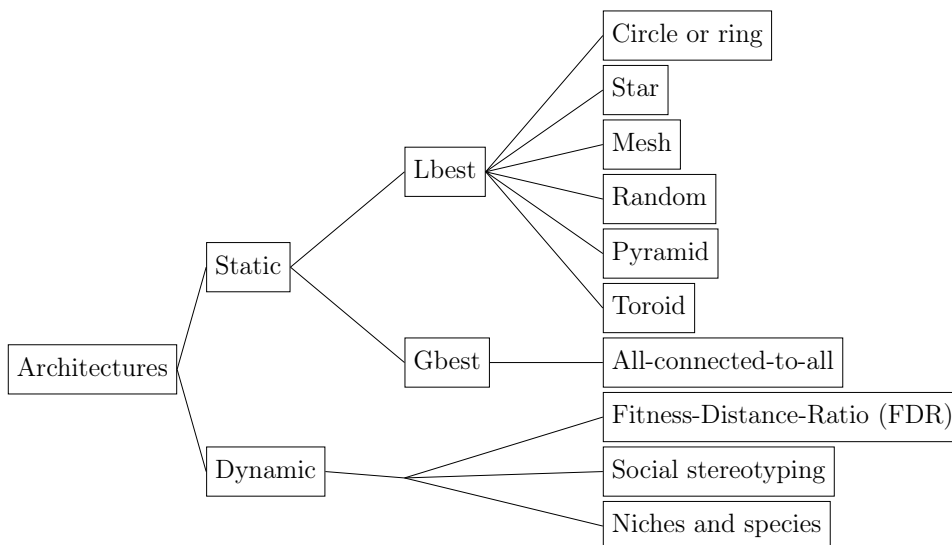 Circle or ring
Star
Mesh
Lbest
Random
Pyramid
Static
Toroid
Architectures
Gbest
All-connected-to-all
Fitness-Distance-Ratio (FDR)
Dynamic
Social stereotyping
Niches and species